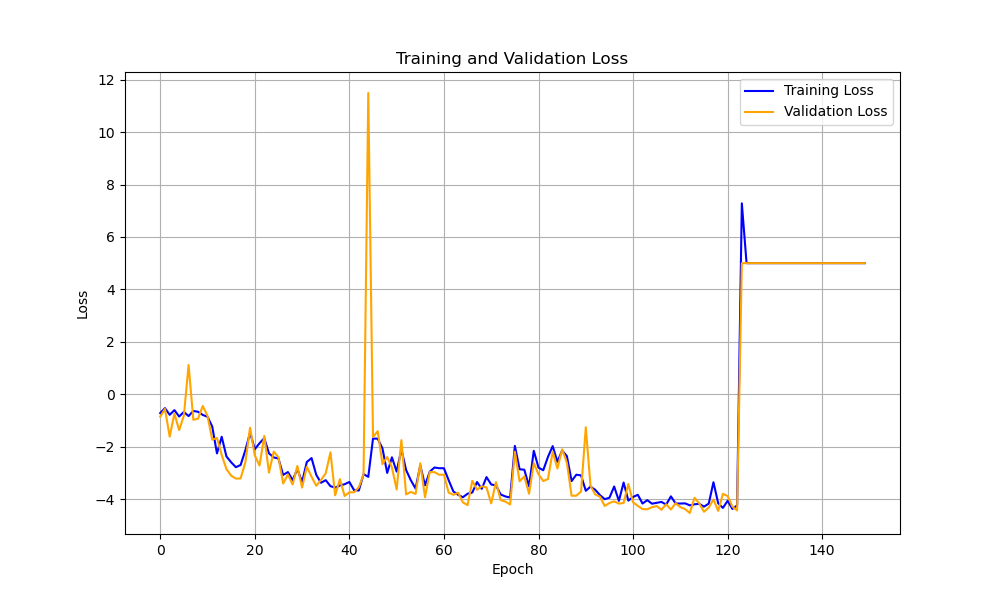 Training and Validation Loss
Training Loss
Validation Loss
12
10
8
6
4
2
0
−2
−4
Loss
0 20 40 60 80 100 120 140
Epoch